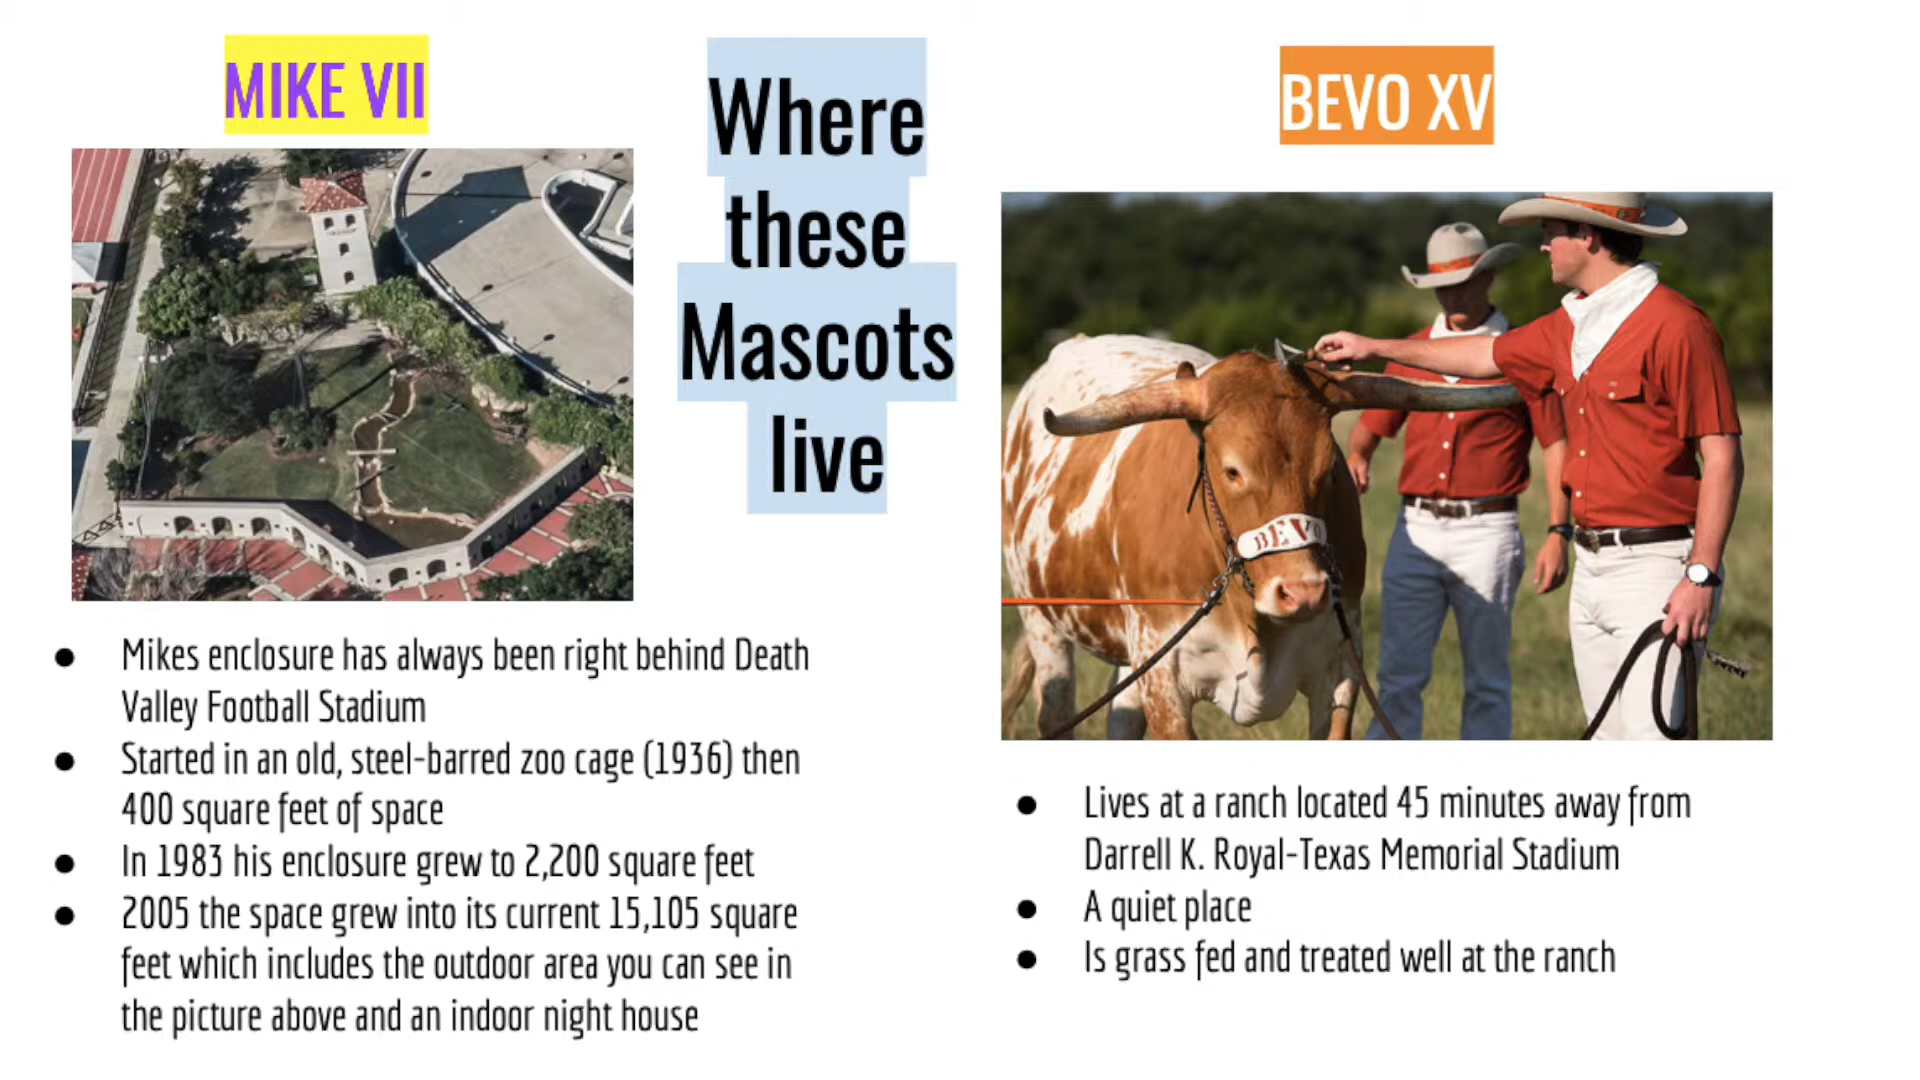 MIKE VII
Where
these
Mascots
live
BEVO XV
BEVO
Mikes enclosure has always been right behind Death
Valley Football Stadium
Started in an old, steel-barred zoo cage (1936) then
400 square feet of space
In 1983 his enclosure grew to 2,200 square feet
2005 the space grew into its current 15,105 square
feet which includes the outdoor area you can see in
the picture above and an indoor night house
Lives at a ranch located 45 minutes away from
Darrell K. Royal-Texas Memorial Stadium
A quiet place
Is grass fed and treated well at the ranch